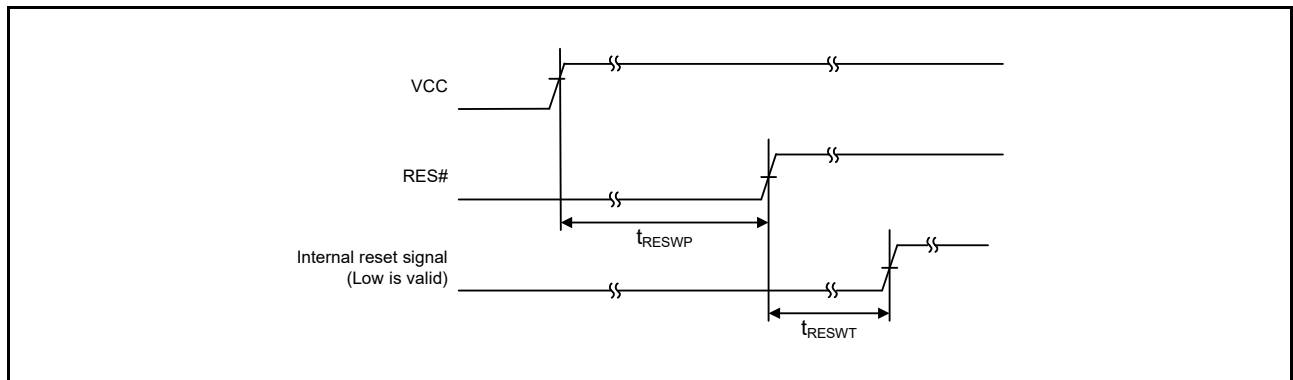 VCC
RES#
tRESWP
Internal reset signal
(Low is valid)
tRESWT